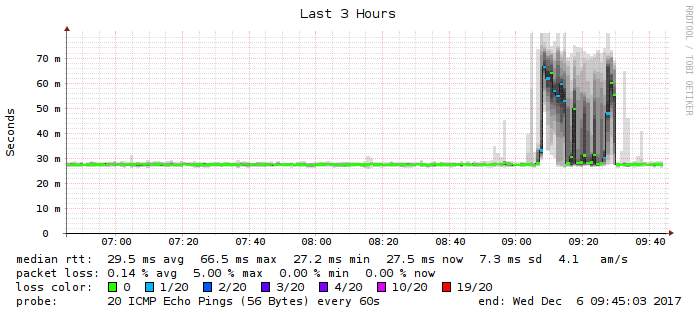 Last 3 Hours
RRDTOOL / TOBI OETIKER
Seconds
70 m
60 m
50 m
40 m
30 m
20 m
10 m
0
07:00 07:20 07:40 08:00 08:20 08:40 09:00 09:20 09:40
median rtt: 29.5 ms avg 66.5 ms max 27.2 ms min 27.5 ms now 7.3 ms sd 4.1 am/s
packet loss: 0.14 % avg 5.00 % max 0.00 % min 0.00 % now
loss color: 0 1/20 2/20 3/20 4/20 10/20 19/20
probe: 20 ICMP Echo Pings (56 Bytes) every 60s end: Wed Dec 6 09:45:03 2017